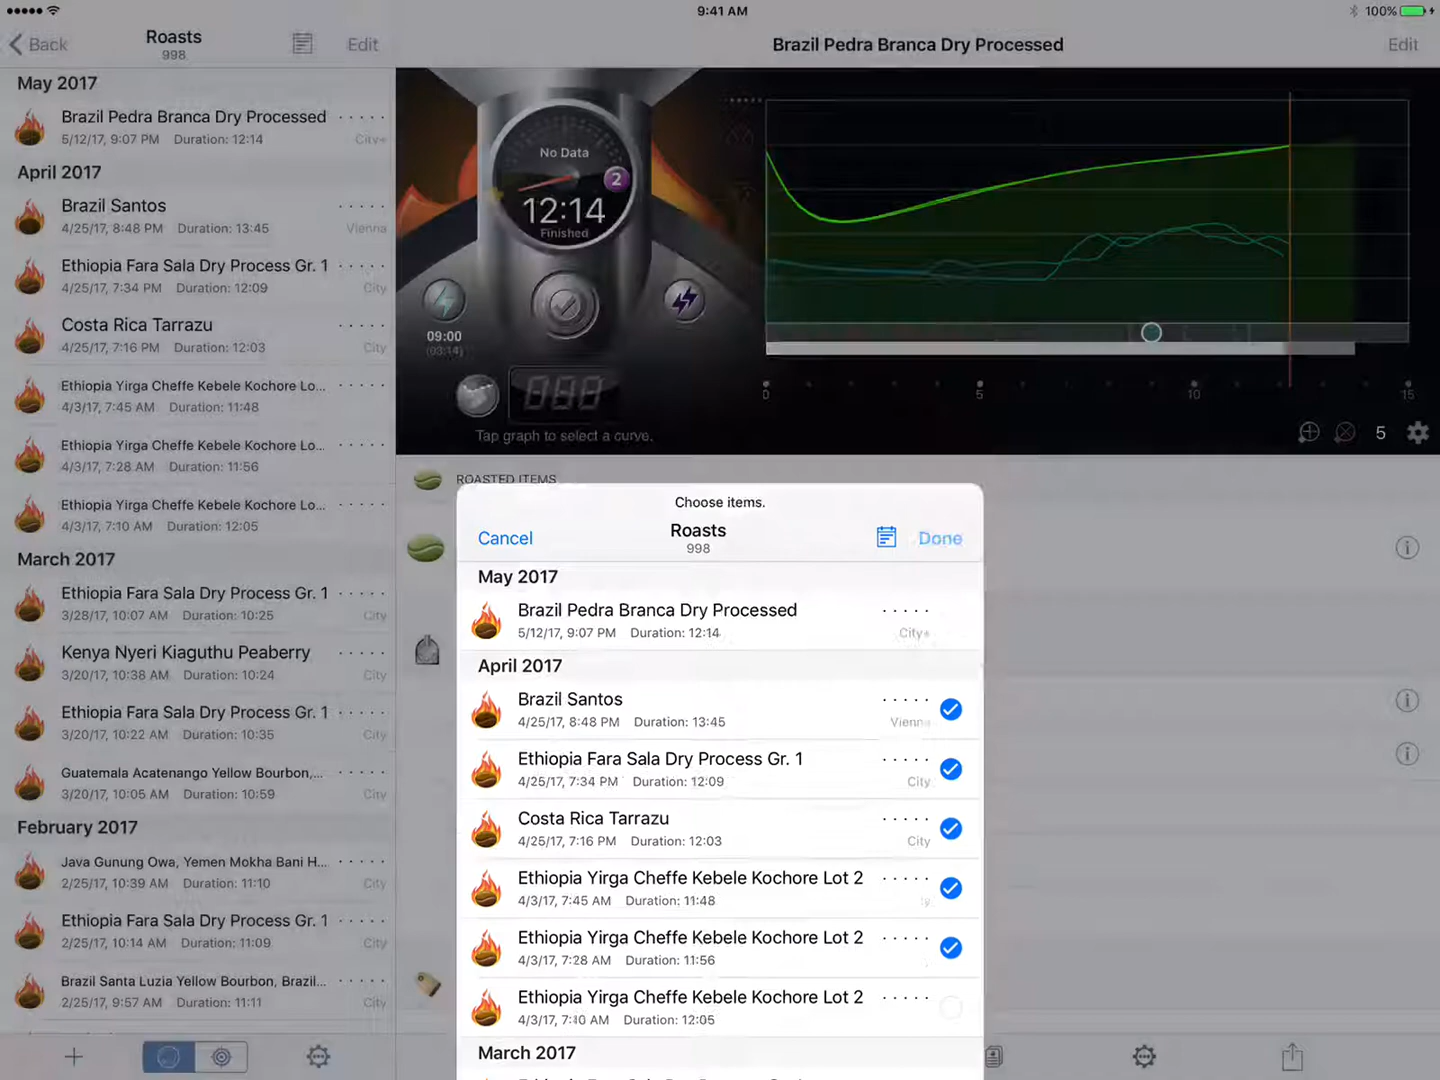 9:41 AM
100%
Back
Roasts
998
Edit
Brazil Pedra Branca Dry Processed
Edit
May 2017
Brazil Pedra Branca Dry Processed
5/12/17, 9:07 PM Duration: 12:14
City+
April 2017
Brazil Santos
4/25/17, 8:48 PM Duration: 13:45
Vienna
Ethiopia Fara Sala Dry Process Gr. 1
4/25/17, 7:34 PM Duration: 12:09
City
Costa Rica Tarrazu
4/25/17, 7:16 PM Duration: 12:03
City
Ethiopia Yirga Cheffe Kebele Kochore Lo...
4/3/17, 7:45 AM Duration: 11:48
Ethiopia Yirga Cheffe Kebele Kochore Lo...
4/3/17, 7:28 AM Duration: 11:56
Ethiopia Yirga Cheffe Kebele Kochore Lo...
4/3/17, 7:10 AM Duration: 12:05
March 2017
Ethiopia Fara Sala Dry Process Gr. 1
3/28/17, 10:07 AM Duration: 10:25
City
Kenya Nyeri Kiaguthu Peaberry
3/20/17, 10:38 AM Duration: 10:24
City
Ethiopia Fara Sala Dry Process Gr. 1
3/20/17, 10:22 AM Duration: 10:35
City
Guatemala Acatenango Yellow Bourbon,...
3/20/17, 10:05 AM Duration: 10:59
City
February 2017
Java Gunung Owa, Yemen Mokha Bani H...
2/25/17, 10:39 AM Duration: 11:10
City
Ethiopia Fara Sala Dry Process Gr. 1
2/25/17, 10:14 AM Duration: 11:09
City
Brazil Santa Luzia Yellow Bourbon, Brazil...
2/25/17, 9:57 AM Duration: 11:11
City
No Data
2
12:14
Finished
09:00
(03:14)
Tap graph to select a curve.
0 5 10 15
5
ROASTED ITEMS
Choose items.
Cancel
Roasts
998
Done
May 2017
Brazil Pedra Branca Dry Processed
5/12/17, 9:07 PM Duration: 12:14
City+
April 2017
Brazil Santos
4/25/17, 8:48 PM Duration: 13:45
Vienna
Ethiopia Fara Sala Dry Process Gr. 1
4/25/17, 7:34 PM Duration: 12:09
City
Costa Rica Tarrazu
4/25/17, 7:16 PM Duration: 12:03
City
Ethiopia Yirga Cheffe Kebele Kochore Lot 2
4/3/17, 7:45 AM Duration: 11:48
Ethiopia Yirga Cheffe Kebele Kochore Lot 2
4/3/17, 7:28 AM Duration: 11:56
Ethiopia Yirga Cheffe Kebele Kochore Lot 2
4/3/17, 7:10 AM Duration: 12:05
March 2017